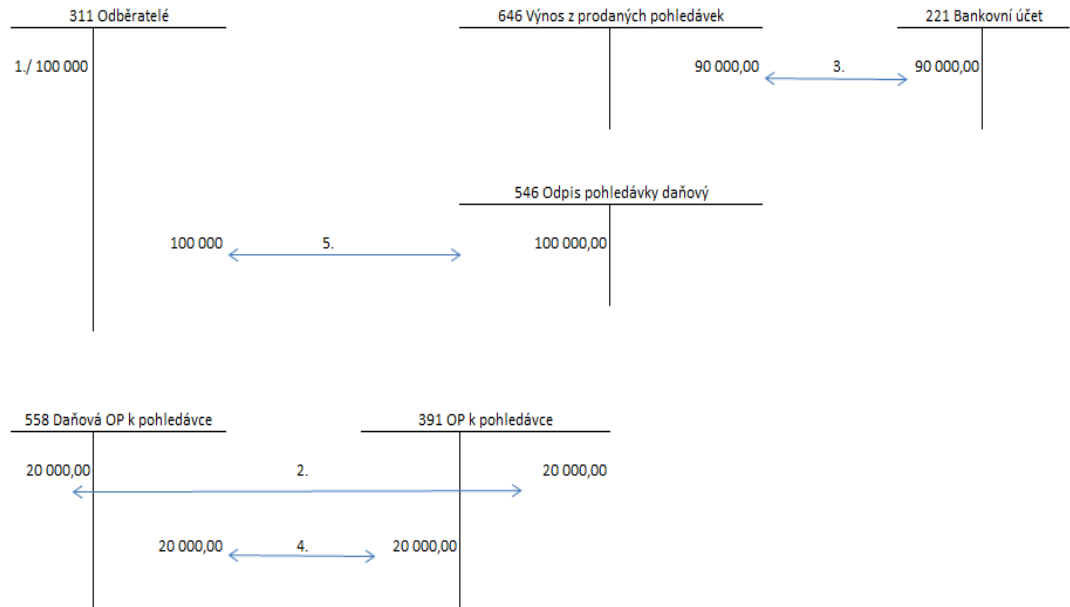 311 Odběratelé 646 Výnos z prodaných pohledávek 221 Bankovní účet
1./ 100 000 90 000,00 3. 90 000,00
546 Odpis pohledávky daňový
100 000 5. 100 000,00
558 Daňová OP k pohledávce 391 OP k pohledávce
20 000,00 2. 20 000,00
20 000,00 4. 20 000,00